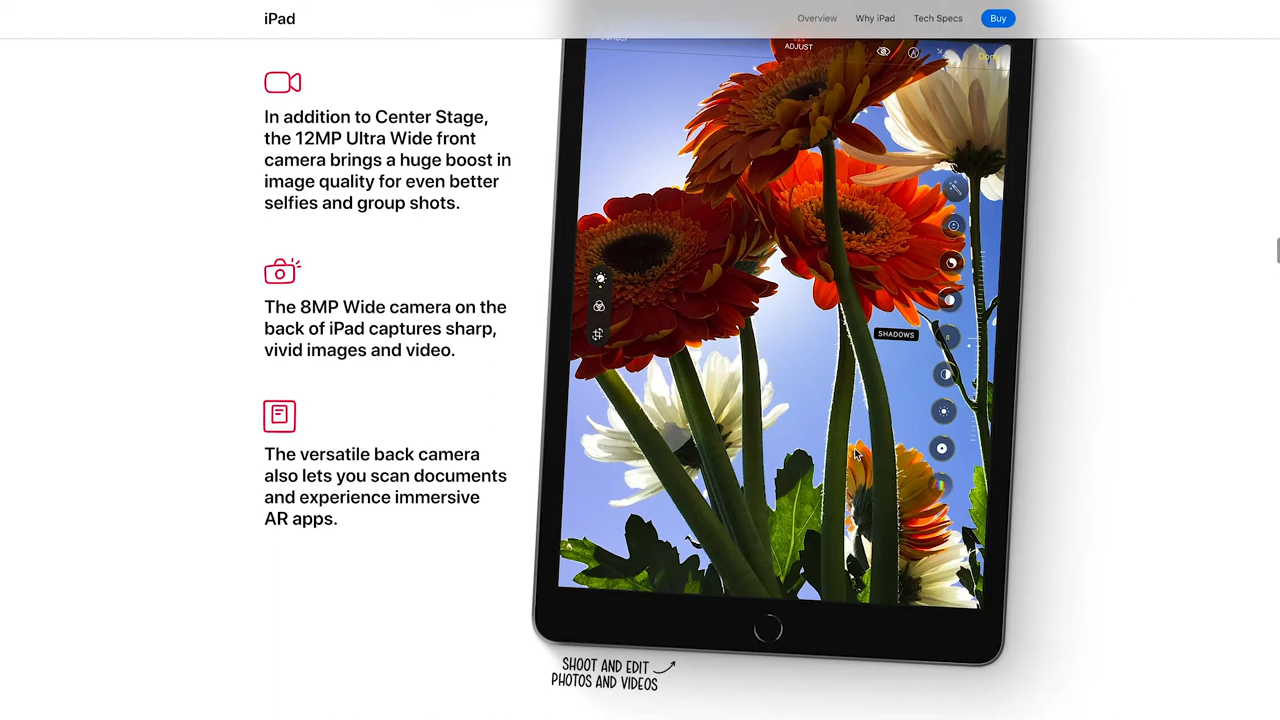 iPad
Overview
Why iPad
Tech Specs
Buy
In addition to Center Stage,
the 12MP Ultra Wide front
camera brings a huge boost in
image quality for even better
selfies and group shots.
The 8MP Wide camera on the
back of iPad captures sharp,
vivid images and video.
The versatile back camera
also lets you scan documents
and experience immersive
AR apps.
ADJUST
Done
SHADOWS
8
SHOOT AND EDIT
PHOTOS AND VIDEOS